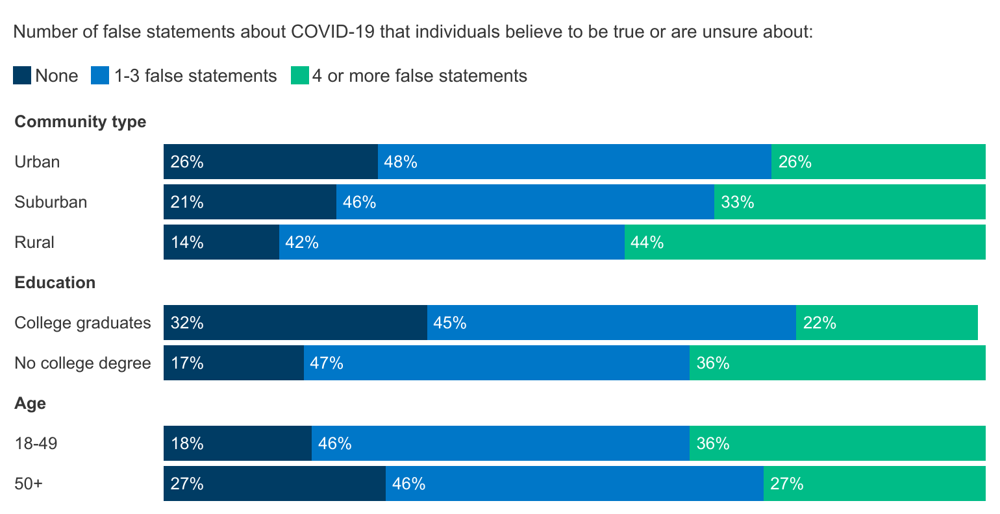 Number of false statements about COVID-19 that individuals believe to be true or are unsure about:
None 1-3 false statements 4 or more false statements
Community type
Urban 26% 48% 26%
Suburban 21% 46% 33%
Rural 14% 42% 44%
Education
College graduates 32% 45% 22%
No college degree 17% 47% 36%
Age
18-49 18% 46% 36%
50+ 27% 46% 27%